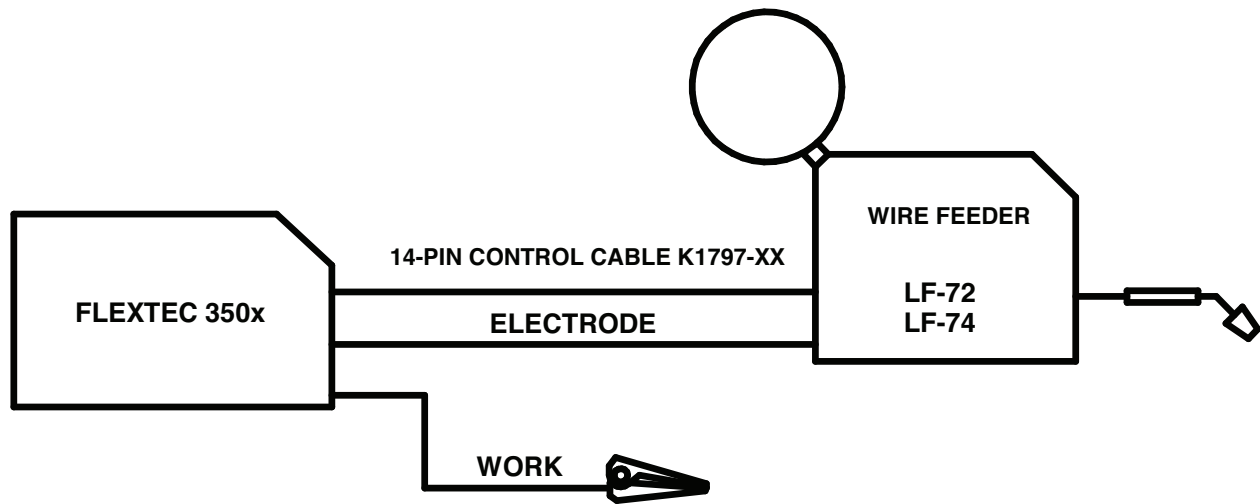 WIRE FEEDER
14-PIN CONTROL CABLE K1797-XX
FLEXTEC 350x
LF-72
LF-74
ELECTRODE
WORK